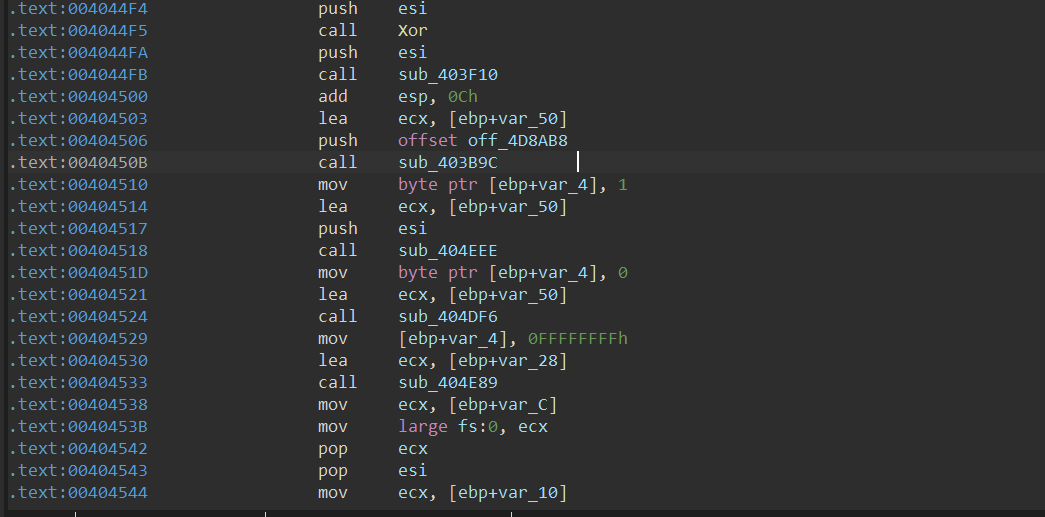 .text:004044F4 push esi
.text:004044F5 call Xor
.text:004044FA push esi
.text:004044FB call sub_403F10
.text:00404500 add esp, 0Ch
.text:00404503 lea ecx, [ebp+var_50]
.text:00404506 push offset off_4D8AB8
.text:0040450B call sub_403B9C
.text:00404510 mov byte ptr [ebp+var_4], 1
.text:00404514 lea ecx, [ebp+var_50]
.text:00404517 push esi
.text:00404518 call sub_404EEE
.text:0040451D mov byte ptr [ebp+var_4], 0
.text:00404521 lea ecx, [ebp+var_50]
.text:00404524 call sub_404DF6
.text:00404529 mov [ebp+var_4], 0FFFFFFFFh
.text:00404530 lea ecx, [ebp+var_28]
.text:00404533 call sub_404E89
.text:00404538 mov ecx, [ebp+var_C]
.text:0040453B mov large fs:0, ecx
.text:00404542 pop ecx
.text:00404543 pop esi
.text:00404544 mov ecx, [ebp+var_10]